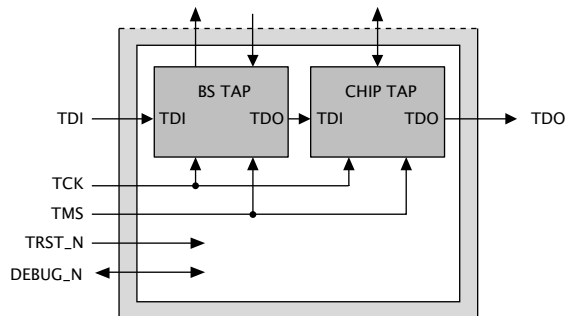 BS TAP
CHIP TAP
TDI TDI TDO TDI TDO TDO
TCK
TMS
TRST_N
DEBUG_N